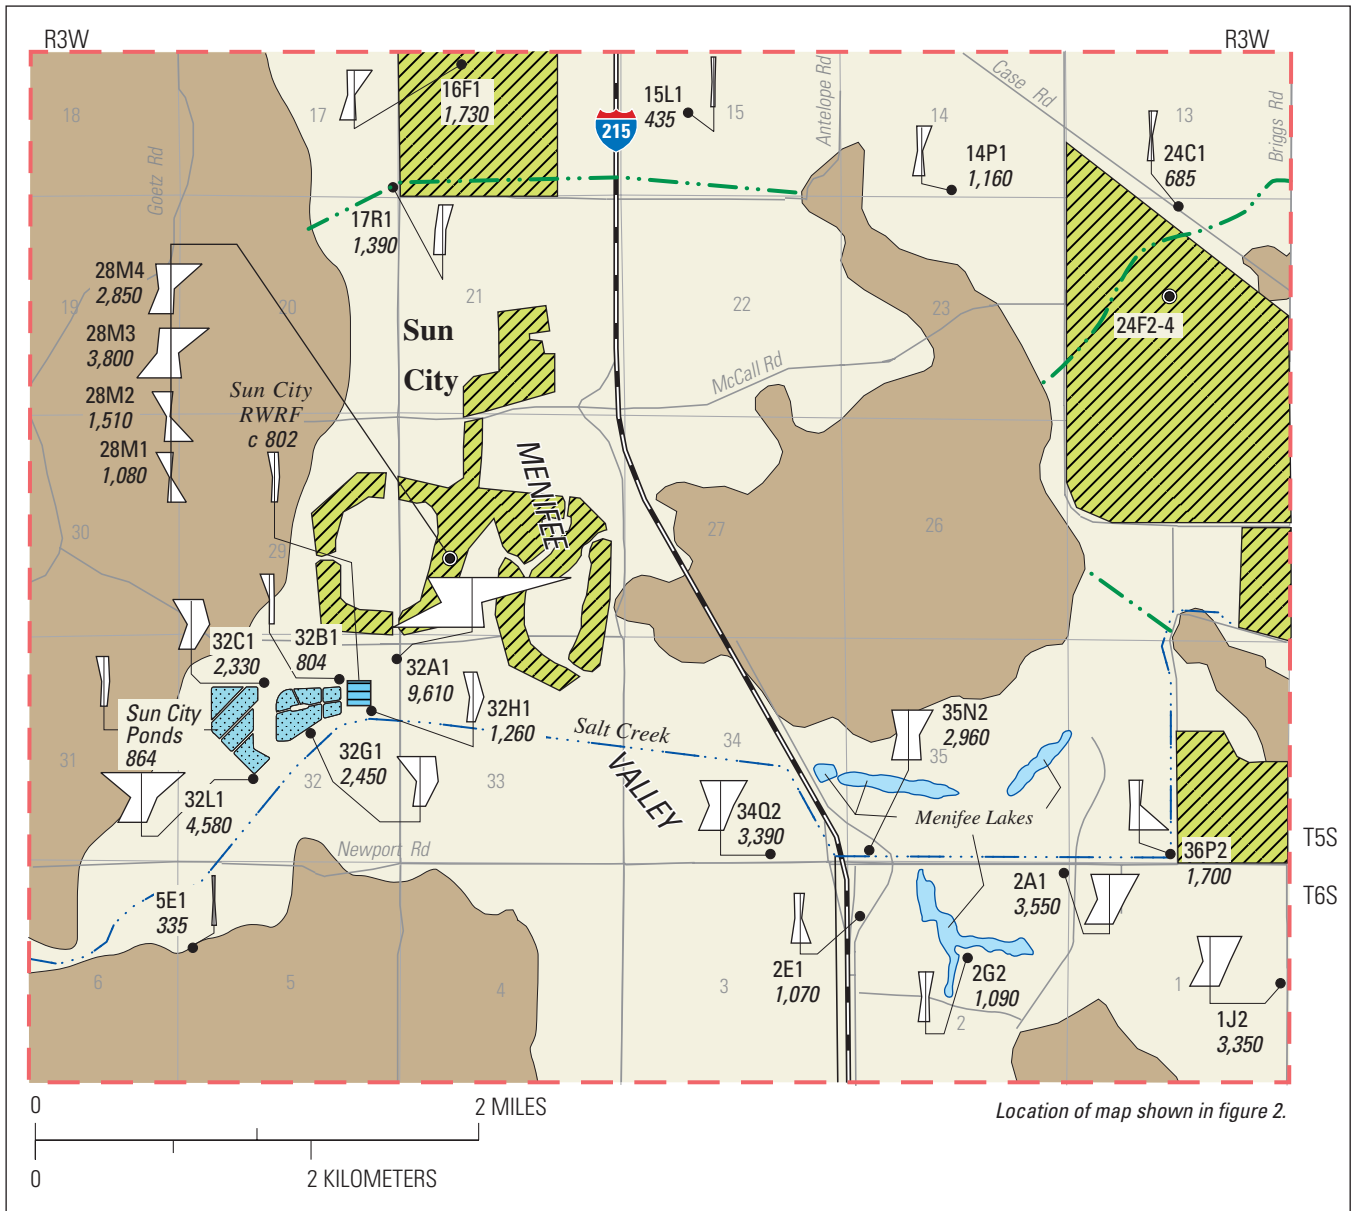 R3W
R3W
18
17
16F1
1,730
15L1
435
15
215
Antelope Rd
14
Case Rd
13
Briggs Rd
Goetz Rd
14P1
1,160
24C1
685
17R1
1,390
28M4
2,850
19
20
21
22
23
24F2-4
28M3
3,800
Sun
City
McCall Rd
28M2
1,510
Sun City
RWRF
c 802
28M1
1,080
MENIFEE
30
29
27
26
32C1
2,330
32B1
804
32A1
9,610
32H1
1,260
Sun City
Ponds
864
Salt Creek
34
35N2
2,960
35
31
32
32G1
2,450
33
VALLEY
32L1
4,580
34Q2
3,390
Menifee Lakes
Newport Rd
36P2
1,700
T5S
T6S
5E1
335
2A1
3,550
2E1
1,070
2G2
1,090
6
5
4
3
2
1
1J2
3,350
0
2 MILES
Location of map shown in figure 2.
0
2 KILOMETERS